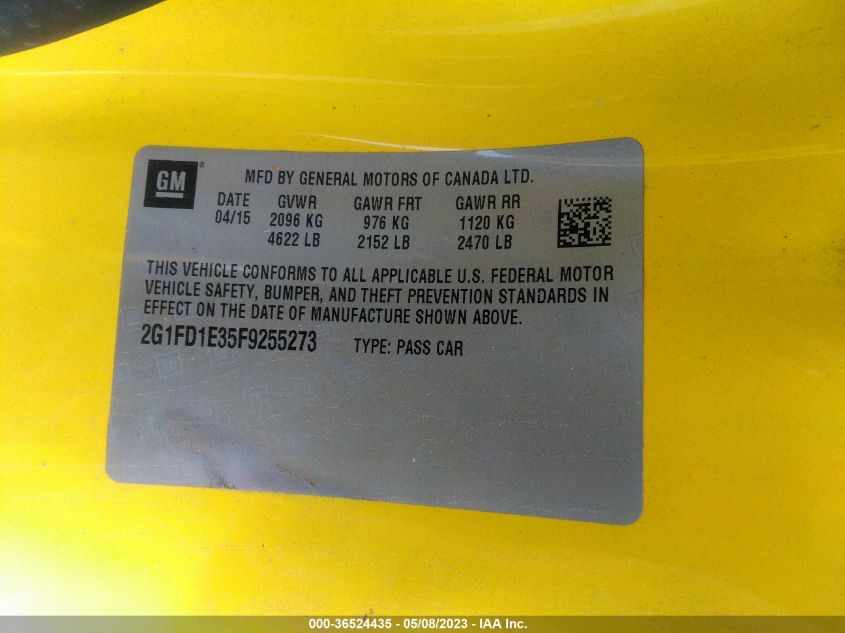 GM ®
MFD BY GENERAL MOTORS OF CANADA LTD.
DATE GVWR GAWR FRT GAWR RR
04/15 2096 KG 976 KG 1120 KG
4622 LB 2152 LB 2470 LB
THIS VEHICLE CONFORMS TO ALL APPLICABLE U.S. FEDERAL MOTOR
VEHICLE SAFETY, BUMPER, AND THEFT PREVENTION STANDARDS IN
EFFECT ON THE DATE OF MANUFACTURE SHOWN ABOVE.
2G1FD1E35F9255273 TYPE: PASS CAR
000-36524435 - 05/08/2023 - IAA Inc.